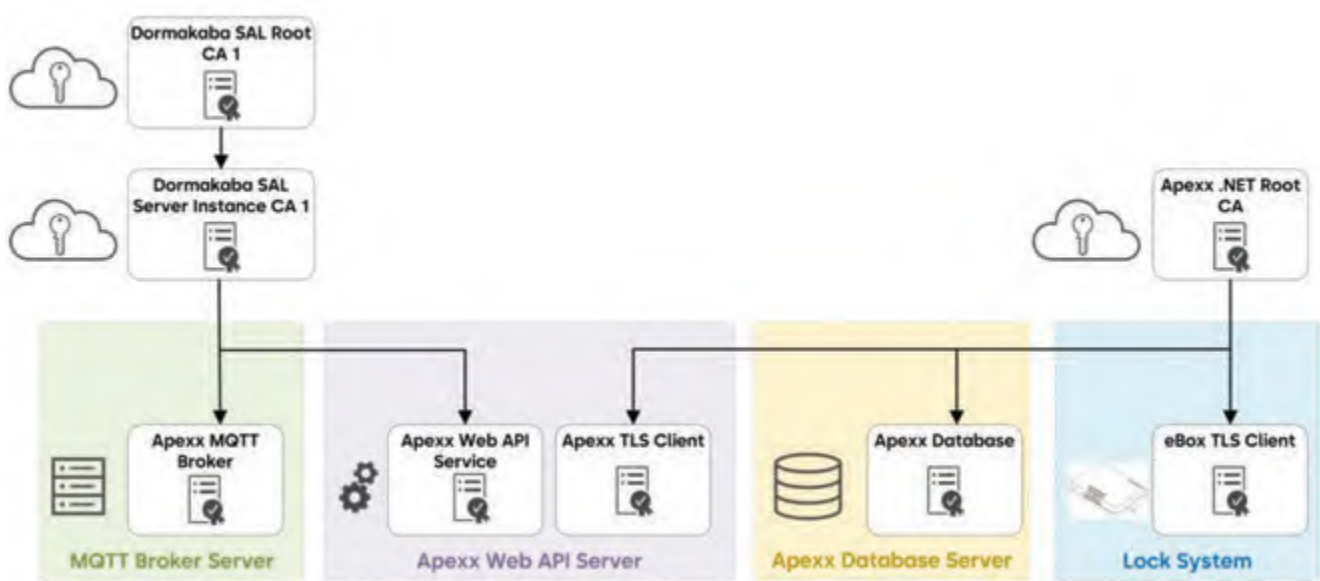 Dormakaba SAL Root
CA 1
Dormakaba SAL
Server Instance CA 1
Apexx .NET Root
CA
Apexx MQTT
Broker
Apexx Web API
Service
Apexx TLS Client
Apexx Database
eBox TLS Client
MQTT Broker Server
Apexx Web API Server
Apexx Database Server
Lock System